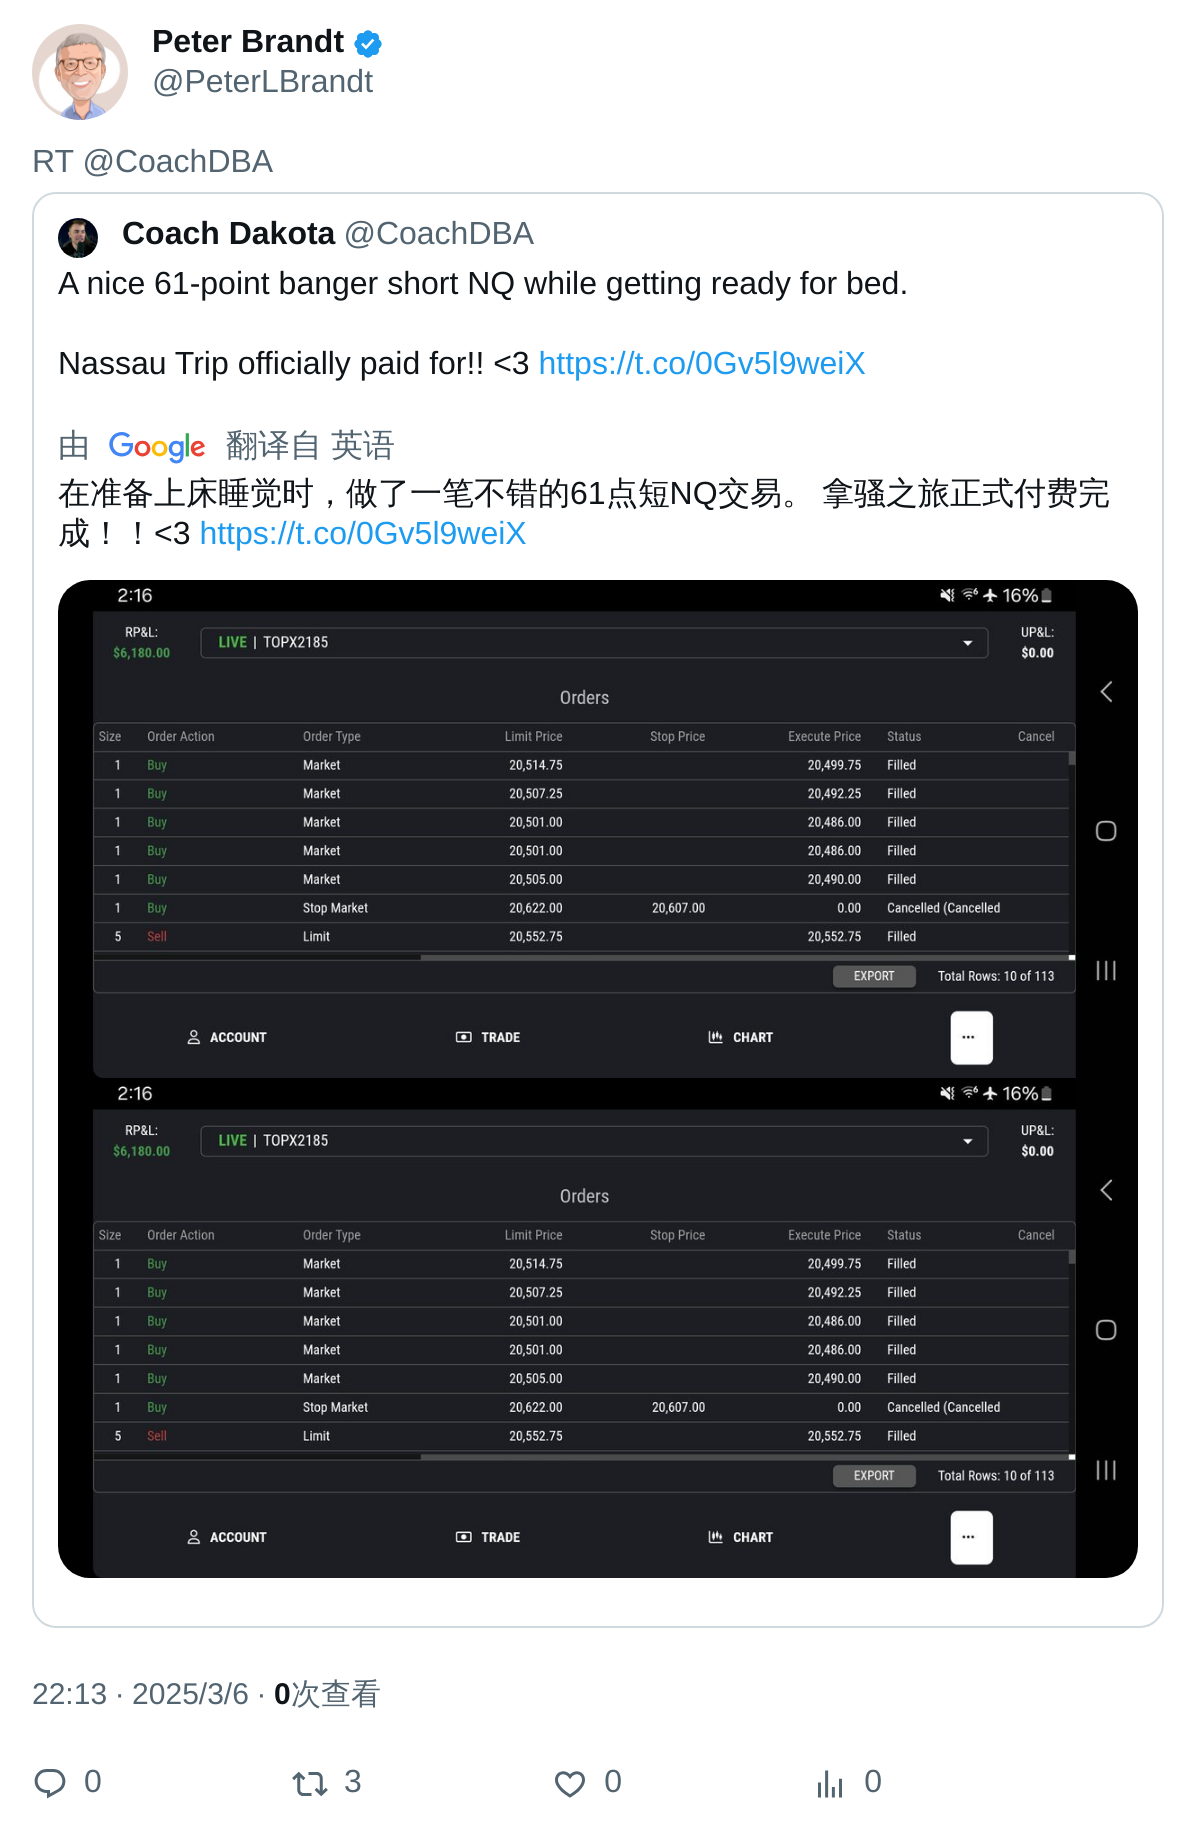 Peter Brandt
@PeterLBrandt
RT @CoachDBA
Coach Dakota @CoachDBA
A nice 61-point banger short NQ while getting ready for bed.
Nassau Trip officially paid for!! <3 https://t.co/0Gv5l9weiX
由 Google 翻译自 英语
在准备上床睡觉时，做了一笔不错的61点短NQ交易。 拿骚之旅正式付费完
成！！<3 https://t.co/0Gv5l9weiX
2:16 16%
RP&L: LIVE | TOPX2185 UP&L:
$6,180.00 $0.00
Orders
Size Order Action Order Type Limit Price Stop Price Execute Price Status Cancel
1 Buy Market 20,514.75 20,499.75 Filled
1 Buy Market 20,507.25 20,492.25 Filled
1 Buy Market 20,501.00 20,486.00 Filled
1 Buy Market 20,501.00 20,486.00 Filled
1 Buy Market 20,505.00 20,490.00 Filled
1 Buy Stop Market 20,622.00 20,607.00 0.00 Cancelled (Cancelled
5 Sell Limit 20,552.75 20,552.75 Filled
EXPORT Total Rows: 10 of 113
ACCOUNT TRADE CHART ...
2:16 16%
RP&L: LIVE | TOPX2185 UP&L:
$6,180.00 $0.00
Orders
Size Order Action Order Type Limit Price Stop Price Execute Price Status Cancel
1 Buy Market 20,514.75 20,499.75 Filled
1 Buy Market 20,507.25 20,492.25 Filled
1 Buy Market 20,501.00 20,486.00 Filled
1 Buy Market 20,501.00 20,486.00 Filled
1 Buy Market 20,505.00 20,490.00 Filled
1 Buy Stop Market 20,622.00 20,607.00 0.00 Cancelled (Cancelled
5 Sell Limit 20,552.75 20,552.75 Filled
EXPORT Total Rows: 10 of 113
ACCOUNT TRADE CHART ...
22:13 · 2025/3/6 · 0次查看
0 3 0 0